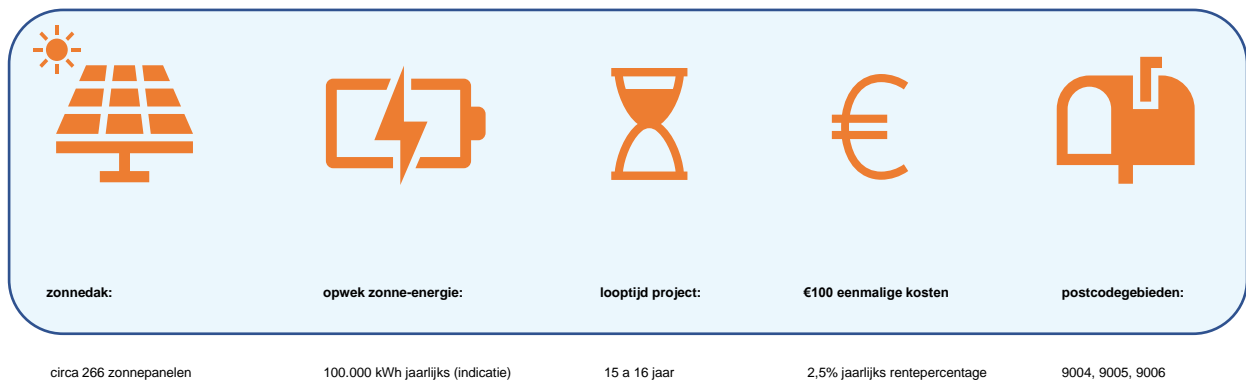 zonnedak: opwek zonne-energie: looptijd project: €100 eenmalige kosten postcodegebieden:
circa 266 zonnepanelen 100.000 kWh jaarlijks (indicatie) 15 a 16 jaar 2,5% jaarlijks rentepercentage 9004, 9005, 9006